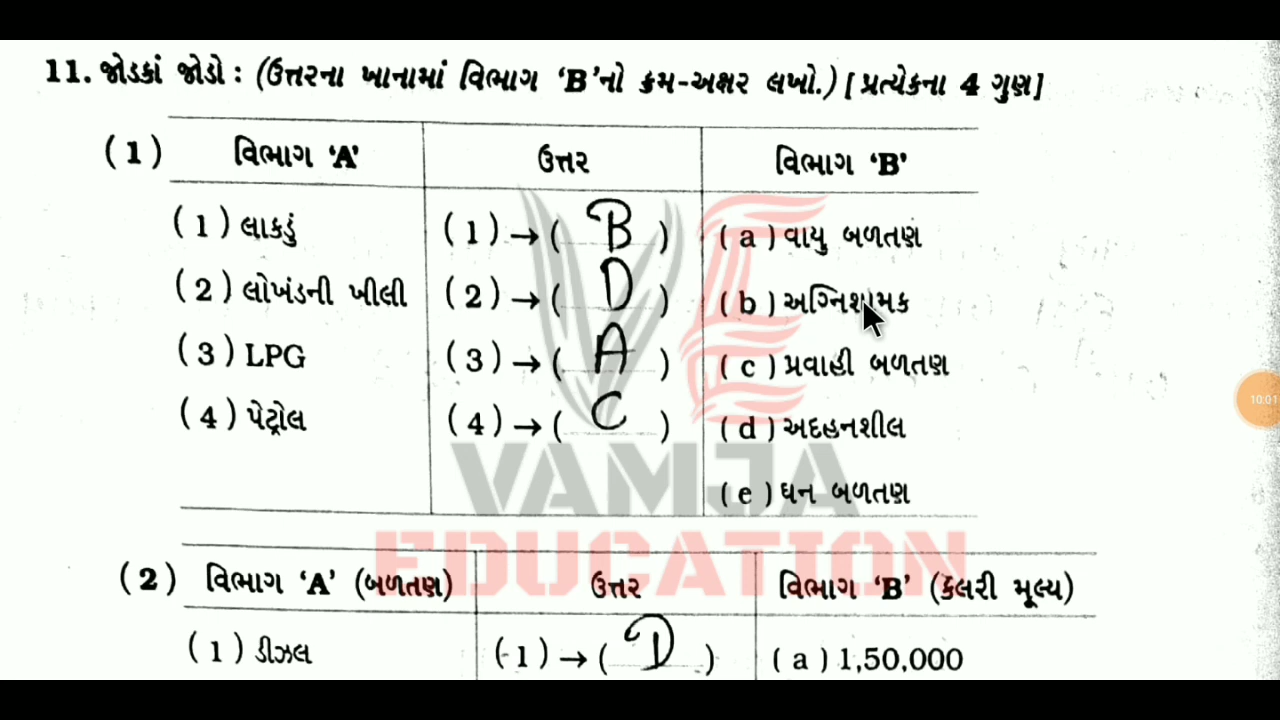 11. જોડકાં જોડો : (ઉત્તરના ખાનામાં વિભાગ ‘B’નો ક્રમ-અક્ષર લખો.) [પ્રત્યેકના 4 ગુણ]
(1) વિભાગ ‘A’ ઉત્તર વિભાગ ‘B’
(1) લાકડું (1) → ( B ) (a) વાયુ બળતણ
(2) લોખંડની ખીલી (2) → ( D ) (b) અગ્નિશામક
(3) LPG (3) → ( A ) (c) પ્રવાહી બળતણ
(4) પેટ્રોલ (4) → ( C ) (d) અદહનશીલ
(e) ઘન બળતણ
VAMJA
EDUCATION
(2) વિભાગ ‘A’ (બળતણ) ઉત્તર વિભાગ ‘B’ (કૅલરી મૂલ્ય)
(1) ડીઝલ (1) → ( D ) (a) 1,50,000
10:01